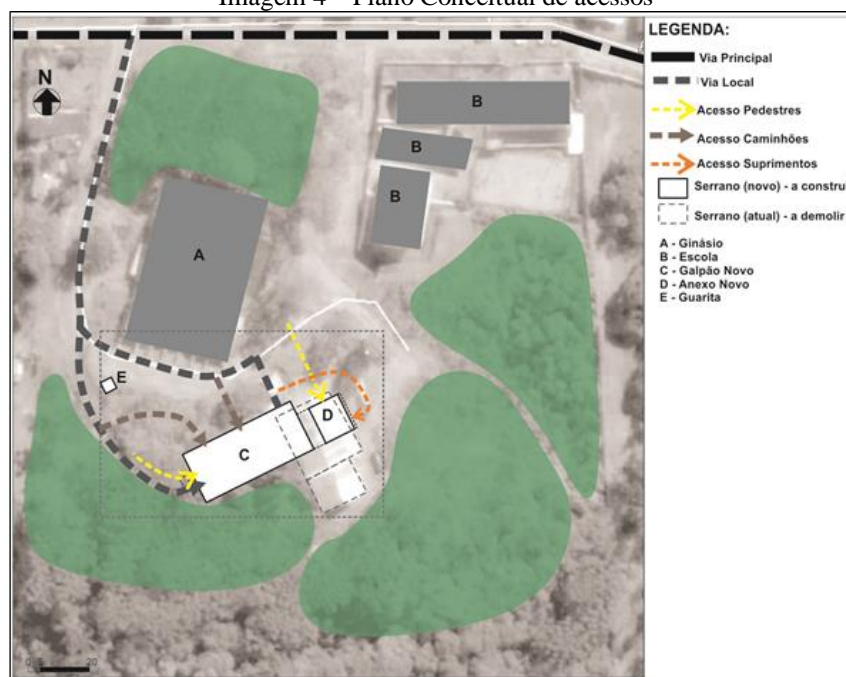 Imagem 4 – Plano Conceitual de acessos
LEGENDA:
Via Principal
Via Local
Acesso Pedestres
Acesso Caminhões
Acesso Suprimentos
Serrano (novo) - a constru
Serrano (atual) - a demolir
A - Ginásio
B - Escola
C - Galpão Novo
D - Anexo Novo
E - Guarita
N
B
B
B
A
E
D
C
20